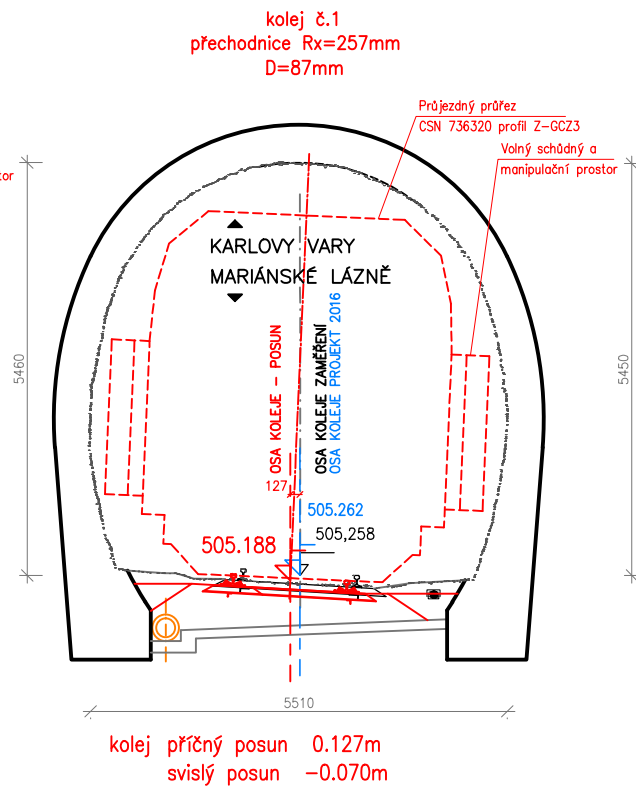 kolej č.1
přechodnice Rx=257mm
D=87mm
Průjezdný průřez
CSN 736320 profil Z-GCZ3
Volný schůdný a
manipulační prostor
tor
KARLOVY VARY
MARIÁNSKÉ LÁZNĚ
5460
5450
OSA KOLEJE - POSUN
OSA KOLEJE ZAMĚŘENÍ
OSA KOLEJE PROJEKT 2016
127
505.262
505,258
505.188
5510
kolej příčný posun 0.127m
svislý posun -0.070m